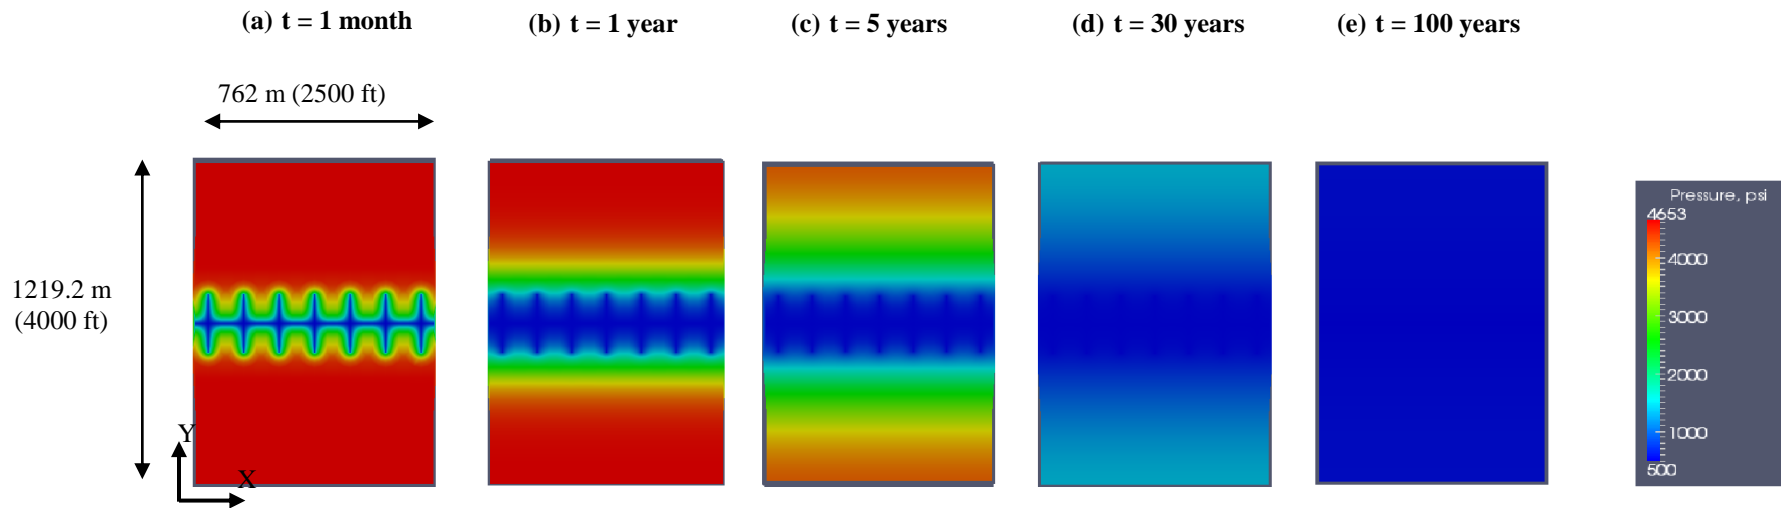 (a) t = 1 month
(b) t = 1 year
(c) t = 5 years
(d) t = 30 years
(e) t = 100 years
762 m (2500 ft)
1219.2 m
(4000 ft)
Y
X
Pressure, psi
4653
4000
3000
2000
1000
500